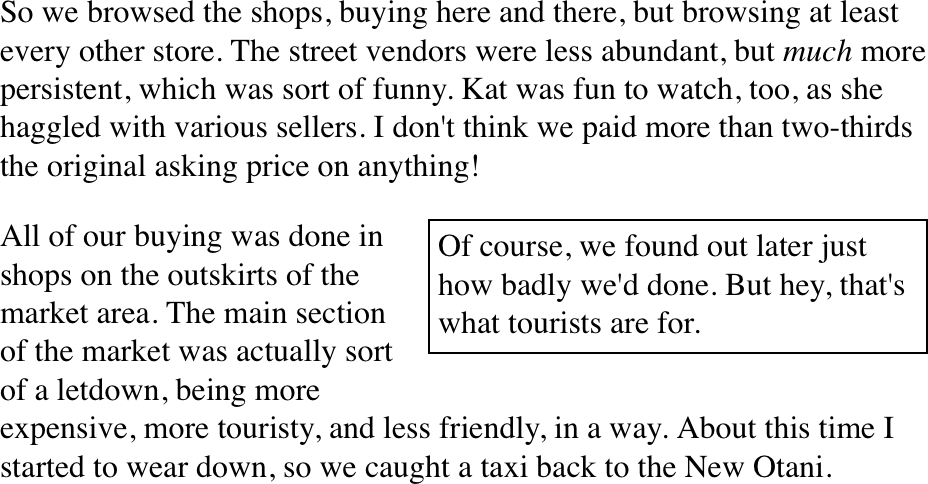 So we browsed the shops, buying here and there, but browsing at least
every other store. The street vendors were less abundant, but much more
persistent, which was sort of funny. Kat was fun to watch, too, as she
haggled with various sellers. I don't think we paid more than two-thirds
the original asking price on anything!
All of our buying was done in
shops on the outskirts of the
market area. The main section
of the market was actually sort
of a letdown, being more
expensive, more touristy, and less friendly, in a way. About this time I
started to wear down, so we caught a taxi back to the New Otani.
Of course, we found out later just
how badly we'd done. But hey, that's
what tourists are for.